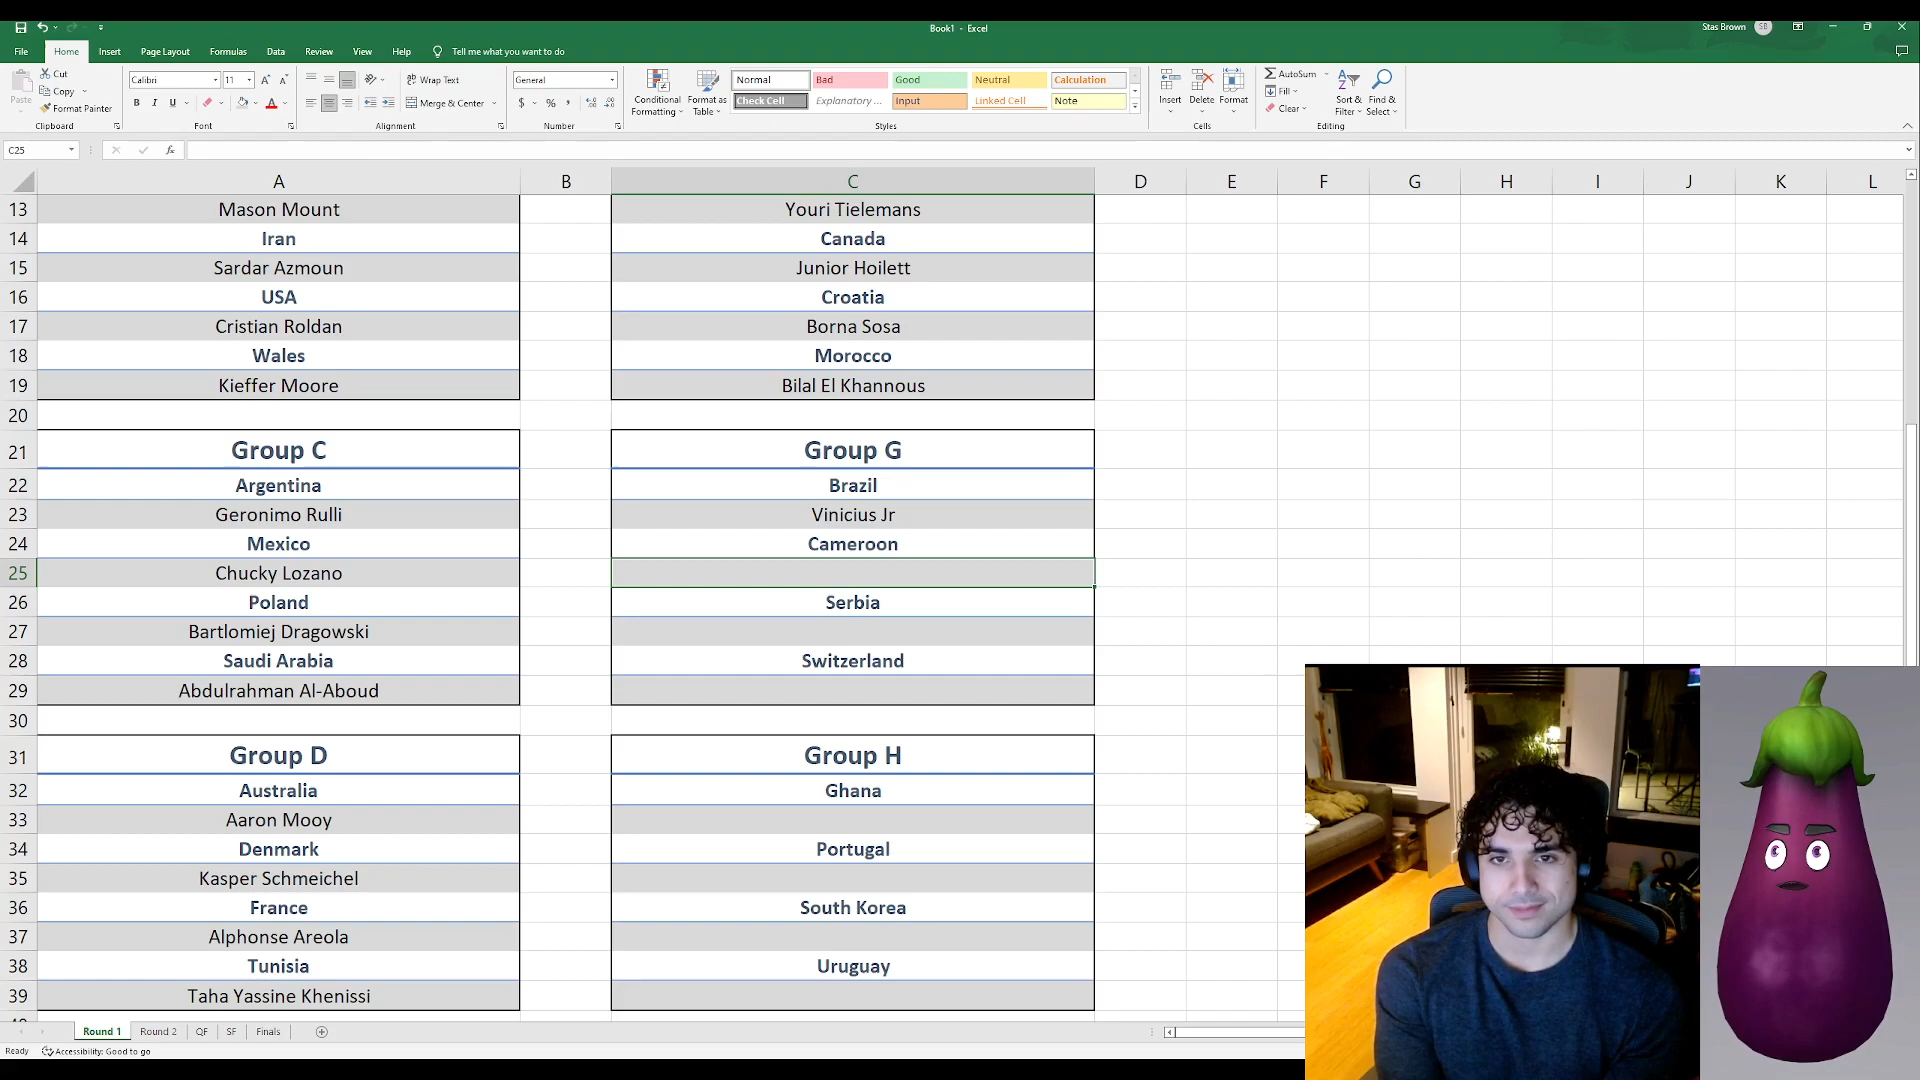 Book1 - Excel
Stas Brown
SB
File Home Insert Page Layout Formulas Data Review View Help Tell me what you want to do
Paste
Cut
Copy
Format Painter
Clipboard
Calibri 11
B I U
Font
Wrap Text
Merge & Center
Alignment
General
$ % ,
Number
Conditional Formatting
Format as Table
Normal Bad Good Neutral Calculation
Check Cell Explanatory ... Input Linked Cell Note
Styles
Insert Delete Format
Cells
AutoSum
Fill
Clear
Sort & Filter
Find & Select
Editing
C25
fx
A B C D E F G H I J K L
13 Mason Mount Youri Tielemans
14 Iran Canada
15 Sardar Azmoun Junior Hoilett
16 USA Croatia
17 Cristian Roldan Borna Sosa
18 Wales Morocco
19 Kieffer Moore Bilal El Khannous
20
21 Group C Group G
22 Argentina Brazil
23 Geronimo Rulli Vinicius Jr
24 Mexico Cameroon
25 Chucky Lozano
26 Poland Serbia
27 Bartlomiej Dragowski
28 Saudi Arabia Switzerland
29 Abdulrahman Al-Aboud
30
31 Group D Group H
32 Australia Ghana
33 Aaron Mooy
34 Denmark Portugal
35 Kasper Schmeichel
36 France South Korea
37 Alphonse Areola
38 Tunisia Uruguay
39 Taha Yassine Khenissi
Round 1 Round 2 QF SF Finals
Ready Accessibility: Good to go